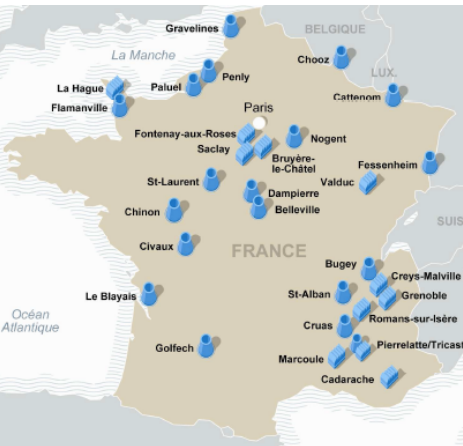 Gravelines
BELGIQUE
La Manche
Chooz
Penly
LUX.
La Hague
Paluel
Cattenom
Flamanville
Paris
Fontenay-aux-Roses
Nogent
Saclay
Bruyère-
le-Châtel
Fessenheim
St-Laurent
Valduc
Dampierre
Chinon
Belleville
SUIS
Civaux
FRANCE
Bugey
Creys-Malville
Le Blayais
St-Alban
Grenoble
Océan
Atlantique
Romans-sur-Isère
Cruas
Golfech
Pierrelatte/Tricast
Marcoule
Cadarache